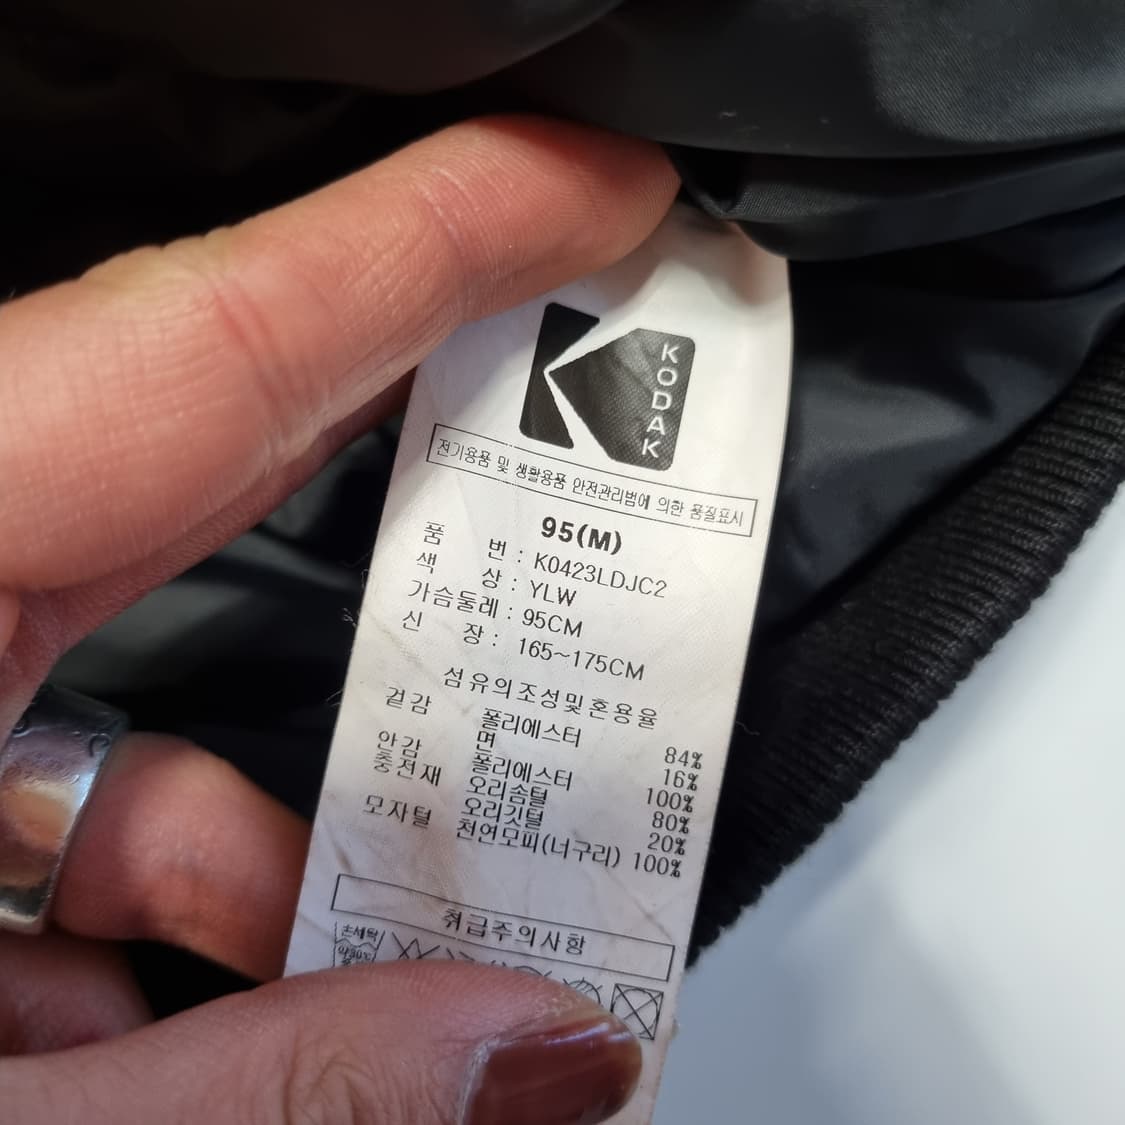 KODAK
전기용품 및 생활용품 안전관리법에 의한 품질표시
95(M)
품 번 : K0423LDJC2
색 상 : YLW
가슴둘레 : 95CM
신 장 : 165~175CM
섬유의조성및혼용율
겉감 폴리에스터 84%
면 16%
안감 폴리에스터 100%
충전재 오리솜털 80%
오리깃털 20%
모자털 천연모피(너구리) 100%
취급주의사항
손세탁